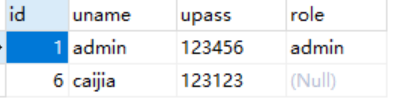 id uname upass role
1 admin 123456 admin
6 caijia 123123 (Null)